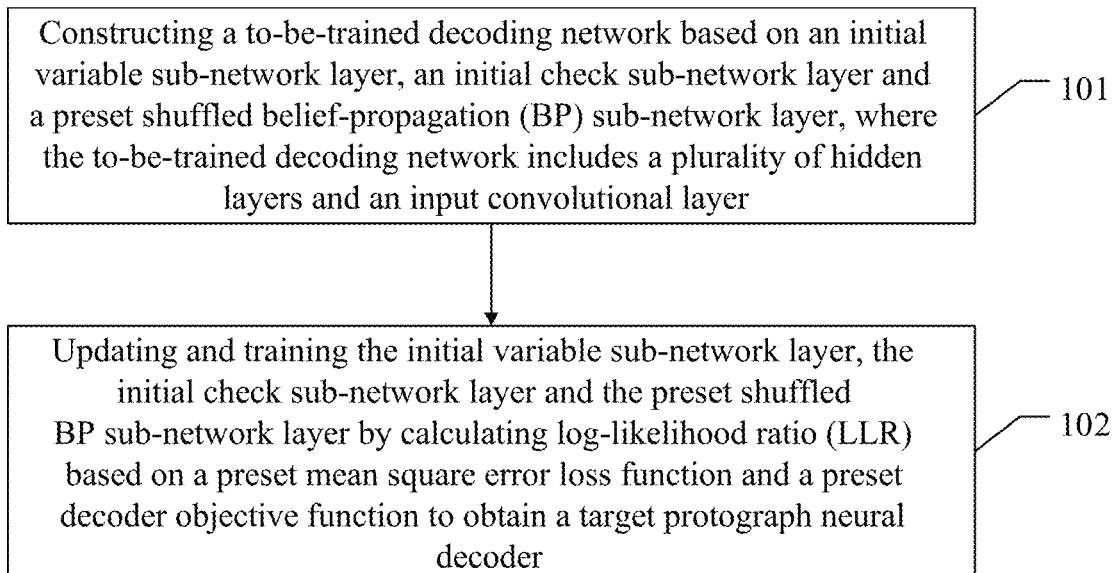 Constructing a to-be-trained decoding network based on an initial
variable sub-network layer, an initial check sub-network layer and
a preset shuffled belief-propagation (BP) sub-network layer, where
the to-be-trained decoding network includes a plurality of hidden
layers and an input convolutional layer
101
Updating and training the initial variable sub-network layer, the
initial check sub-network layer and the preset shuffled
BP sub-network layer by calculating log-likelihood ratio (LLR)
based on a preset mean square error loss function and a preset
decoder objective function to obtain a target protograph neural
decoder
102